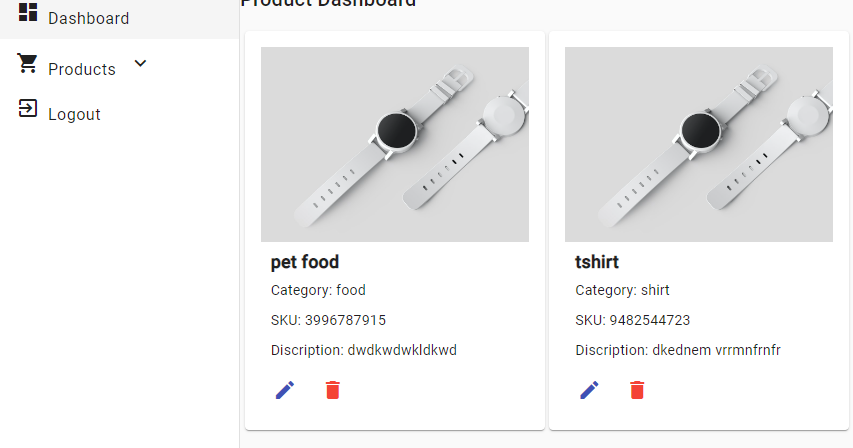 Product Dashboard
Dashboard
Products
Logout
pet food
Category: food
SKU: 3996787915
Discription: dwdkwdwkldkwd
tshirt
Category: shirt
SKU: 9482544723
Discription: dkednem vrrmnfrnfr